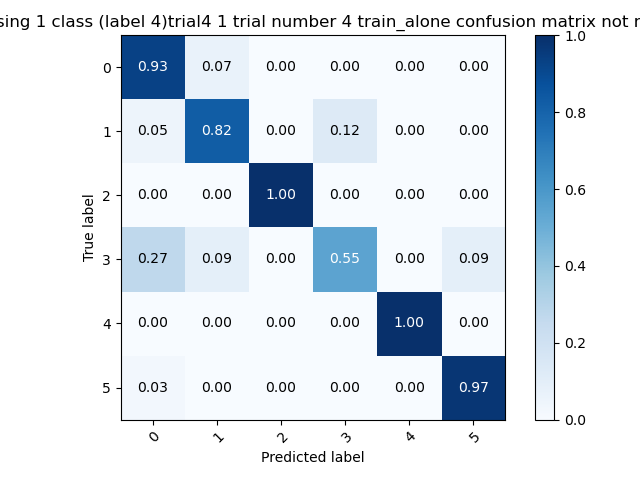 sing 1 class (label 4)trial4 1 trial number 4 train_alone confusion matrix not
0 0.93 0.07 0.00 0.00 0.00 0.00
1 0.05 0.82 0.00 0.12 0.00 0.00
2 0.00 0.00 1.00 0.00 0.00 0.00
3 0.27 0.09 0.00 0.55 0.00 0.09
4 0.00 0.00 0.00 0.00 1.00 0.00
5 0.03 0.00 0.00 0.00 0.00 0.97
0 1 2 3 4 5
Predicted label
True label
1.0
0.8
0.6
0.4
0.2
0.0